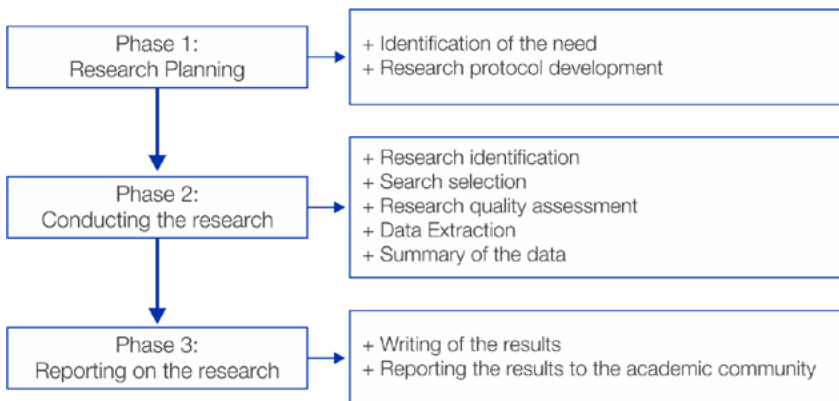 Phase 1:
Research Planning
+ Identification of the need
+ Research protocol development
Phase 2:
Conducting the research
+ Research identification
+ Search selection
+ Research quality assessment
+ Data Extraction
+ Summary of the data
Phase 3:
Reporting on the research
+ Writing of the results
+ Reporting the results to the academic community